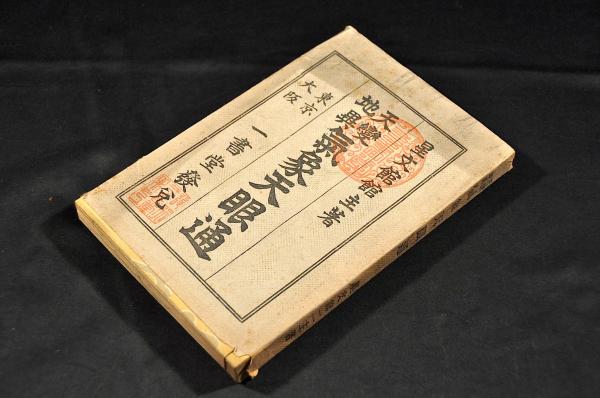 星文館館主著
天變
地異
氣象天眼通
東京
大阪
一書堂發兌